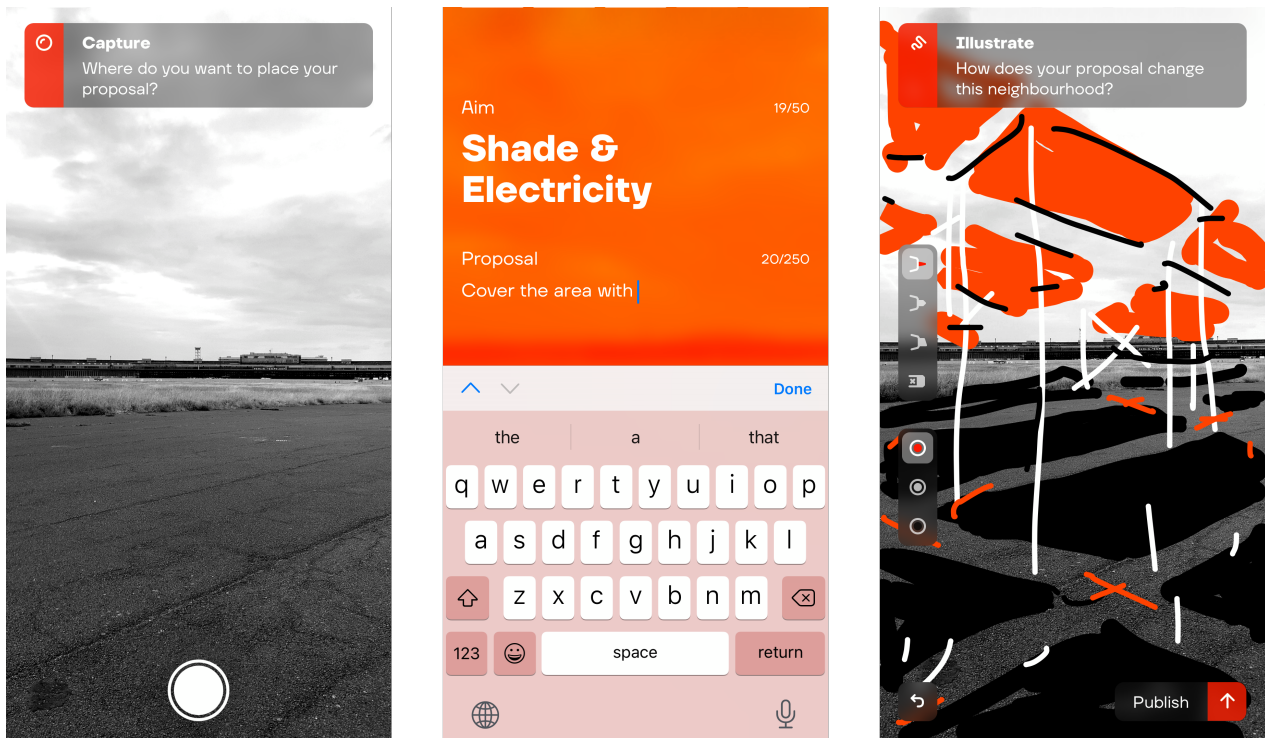 Capture
Where do you want to place your
proposal?
Aim
19/50
Shade &
Electricity
Proposal
20/250
Cover the area with
Done
the a that
q w e r t y u i o p
a s d f g h j k l
z x c v b n m
123 space return
Illustrate
How does your proposal change
this neighbourhood?
Publish